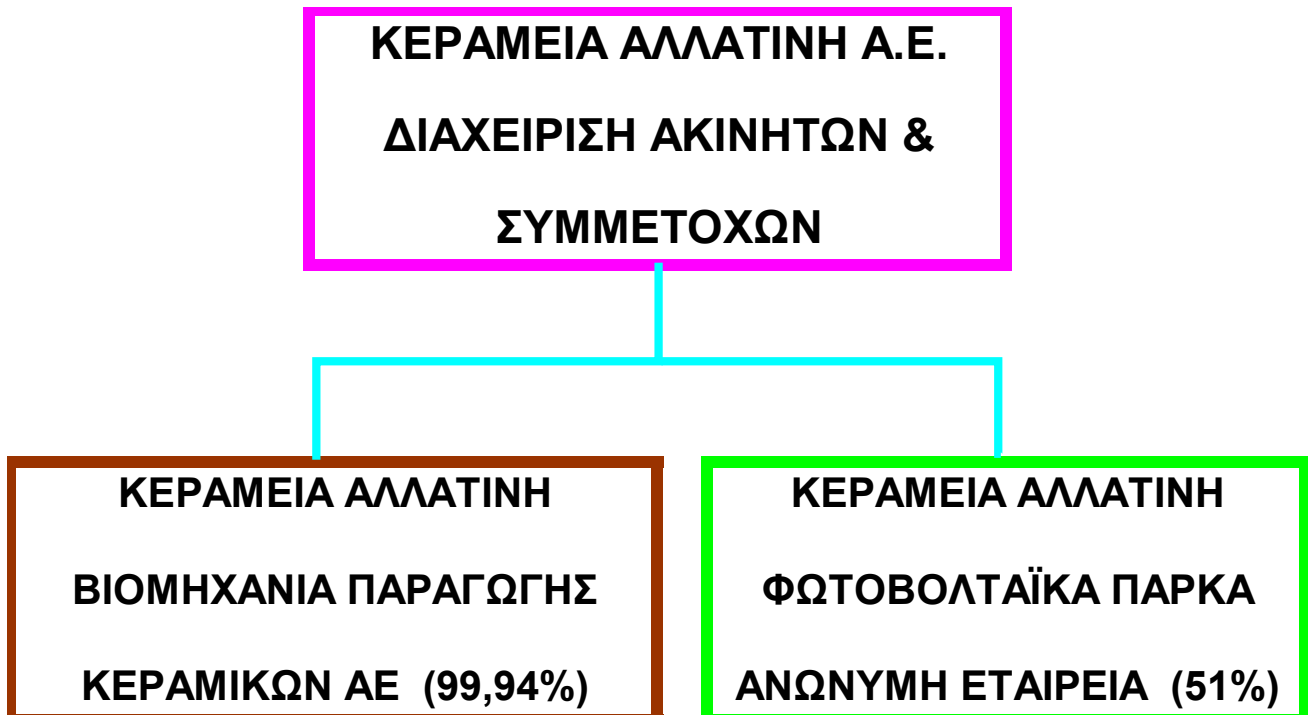 ΚΕΡΑΜΕΙΑ ΑΛΛΑΤΙΝΗ Α.Ε.
ΔΙΑΧΕΙΡΙΣΗ ΑΚΙΝΗΤΩΝ &
ΣΥΜΜΕΤΟΧΩΝ
ΚΕΡΑΜΕΙΑ ΑΛΛΑΤΙΝΗ
ΒΙΟΜΗΧΑΝΙΑ ΠΑΡΑΓΩΓΗΣ
ΚΕΡΑΜΙΚΩΝ ΑΕ (99,94%)
ΚΕΡΑΜΕΙΑ ΑΛΛΑΤΙΝΗ
ΦΩΤΟΒΟΛΤΑΪΚΑ ΠΑΡΚΑ
ΑΝΩΝΥΜΗ ΕΤΑΙΡΕΙΑ (51%)